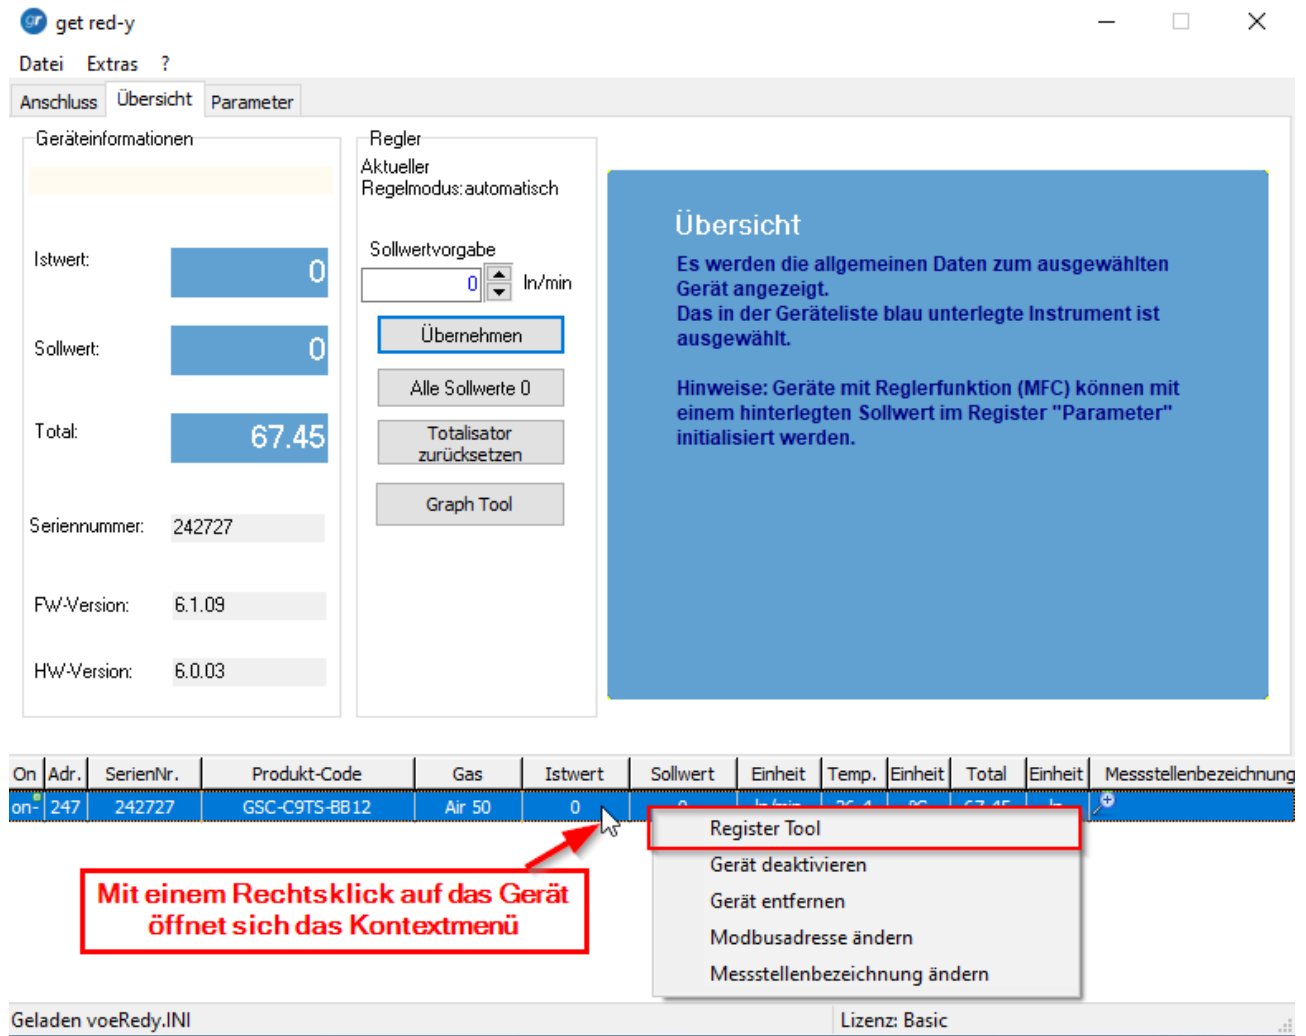 get red-y
Datei Extras ?
Anschluss Übersicht Parameter
Geräteinformationen
Istwert: 0
Sollwert: 0
Total: 67.45
Seriennummer: 242727
FW-Version: 6.1.09
HW-Version: 6.0.03
Regler
Aktueller
Regelmodus: automatisch
Sollwertvorgabe
0 ln/min
Übernehmen
Alle Sollwerte 0
Totalisator
zurücksetzen
Graph Tool
Übersicht
Es werden die allgemeinen Daten zum ausgewählten
Gerät angezeigt.
Das in der Geräteliste blau unterlegte Instrument ist
ausgewählt.
Hinweise: Geräte mit Reglerfunktion (MFC) können mit
einem hinterlegten Sollwert im Register "Parameter"
initialisiert werden.
On Adr. SerienNr. Produkt-Code Gas Istwert Sollwert Einheit Temp. Einheit Total Einheit Messstellenbezeichnung
on- 247 242727 GSC-C9TS-BB12 Air 50 0
Register Tool
Gerät deaktivieren
Gerät entfernen
Modbusadresse ändern
Messstellenbezeichnung ändern
Mit einem Rechtsklick auf das Gerät
öffnet sich das Kontextmenü
Geladen voeRedy.INI
Lizenz: Basic